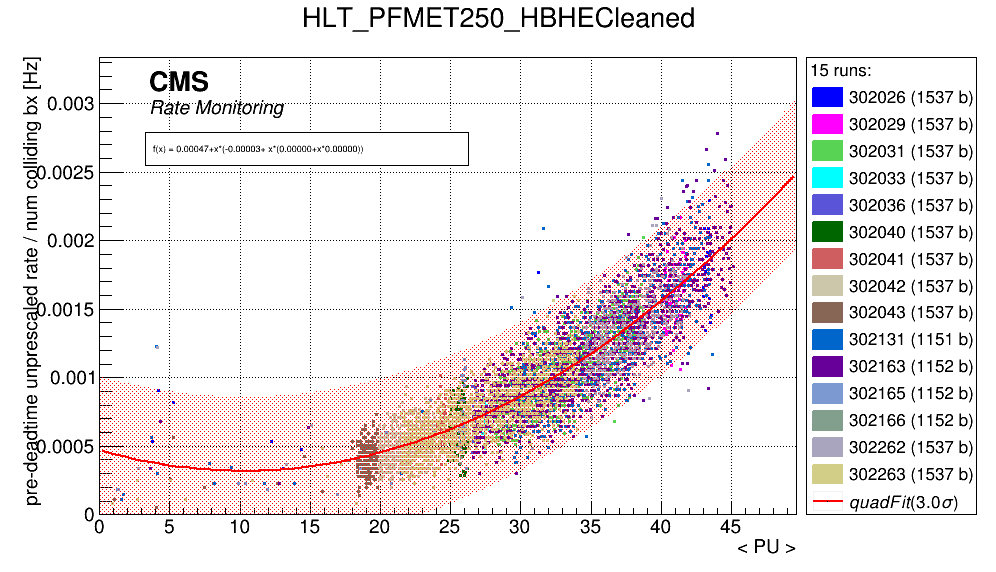 HLT_PFMET250_HBHECleaned
pre-deadtime unprescaled rate / num colliding bx [Hz]
CMS
Rate Monitoring
f(x) = 0.00047+x*(-0.00003+ x*(0.00000+x*0.00000))
0.003
0.0025
0.002
0.0015
0.001
0.0005
0
0 5 10 15 20 25 30 35 40 45
< PU >
15 runs:
302026 (1537 b)
302029 (1537 b)
302031 (1537 b)
302033 (1537 b)
302036 (1537 b)
302040 (1537 b)
302041 (1537 b)
302042 (1537 b)
302043 (1537 b)
302131 (1151 b)
302163 (1152 b)
302165 (1152 b)
302166 (1152 b)
302262 (1537 b)
302263 (1537 b)
quadFit(3.0σ)